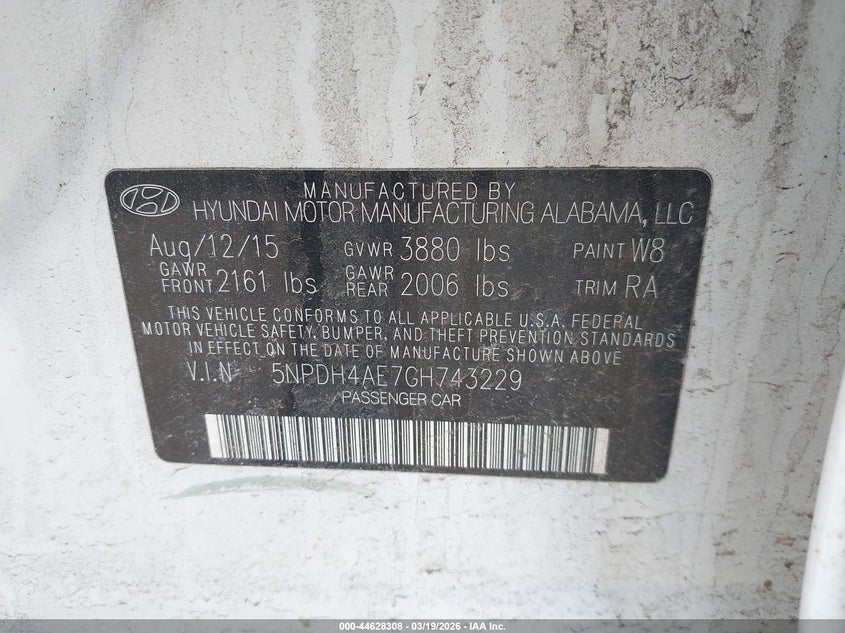 MANUFACTURED BY
HYUNDAI MOTOR MANUFACTURING ALABAMA, LLC
Aug/12/15 GVWR 3880 lbs PAINT W8
GAWR FRONT 2161 lbs GAWR REAR 2006 lbs TRIM RA
THIS VEHICLE CONFORMS TO ALL APPLICABLE U.S.A. FEDERAL
MOTOR VEHICLE SAFETY, BUMPER, AND THEFT PREVENTION STANDARDS
IN EFFECT ON THE DATE OF MANUFACTURE SHOWN ABOVE
V.I.N 5NPDH4AE7GH743229
PASSENGER CAR
000-44628308 - 03/19/2026 - IAA Inc.